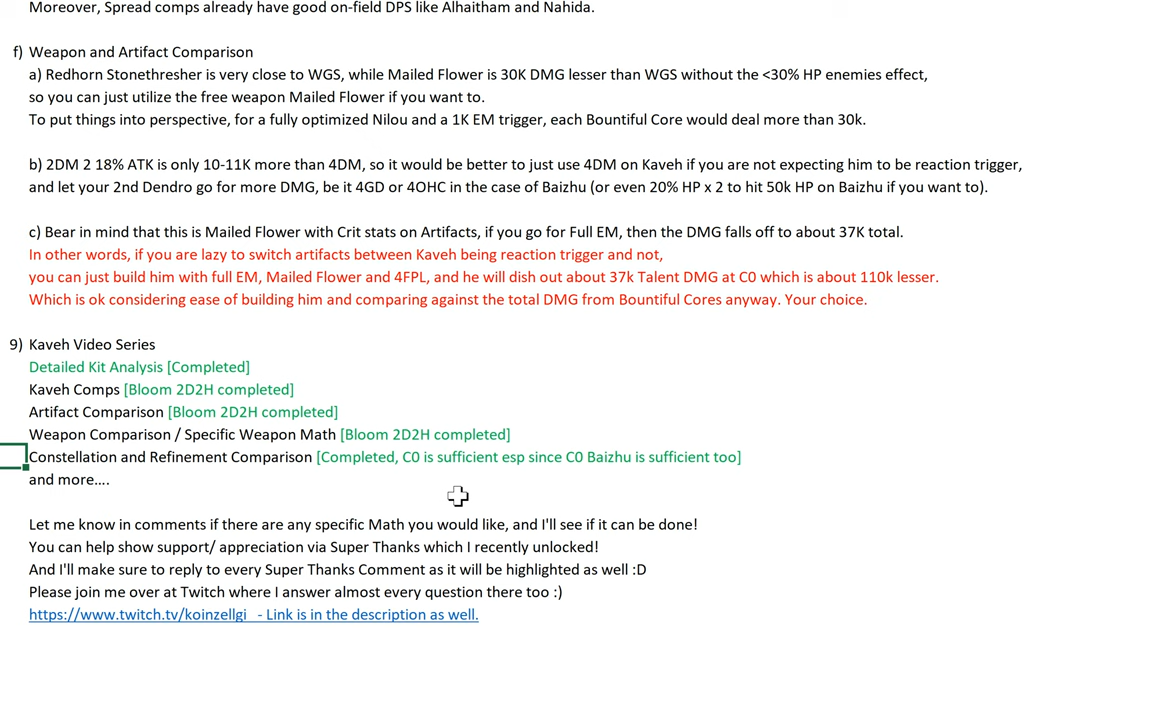 Moreover, Spread comps already have good on-field DPS like Alhaitham and Nahida.
f) Weapon and Artifact Comparison
a) Redhorn Stonethresher is very close to WGS, while Mailed Flower is 30K DMG lesser than WGS without the <30% HP enemies effect,
so you can just utilize the free weapon Mailed Flower if you want to.
To put things into perspective, for a fully optimized Nilou and a 1K EM trigger, each Bountiful Core would deal more than 30k.
b) 2DM 2 18% ATK is only 10-11K more than 4DM, so it would be better to just use 4DM on Kaveh if you are not expecting him to be reaction trigger,
and let your 2nd Dendro go for more DMG, be it 4GD or 4OHC in the case of Baizhu (or even 20% HP x 2 to hit 50k HP on Baizhu if you want to).
c) Bear in mind that this is Mailed Flower with Crit stats on Artifacts, if you go for Full EM, then the DMG falls off to about 37K total.
In other words, if you are lazy to switch artifacts between Kaveh being reaction trigger and not,
you can just build him with full EM, Mailed Flower and 4FPL, and he will dish out about 37k Talent DMG at C0 which is about 110k lesser.
Which is ok considering ease of building him and comparing against the total DMG from Bountiful Cores anyway. Your choice.
9) Kaveh Video Series
Detailed Kit Analysis [Completed]
Kaveh Comps [Bloom 2D2H completed]
Artifact Comparison [Bloom 2D2H completed]
Weapon Comparison / Specific Weapon Math [Bloom 2D2H completed]
Constellation and Refinement Comparison [Completed, C0 is sufficient esp since C0 Baizhu is sufficient too]
and more....
Let me know in comments if there are any specific Math you would like, and I'll see if it can be done!
You can help show support/ appreciation via Super Thanks which I recently unlocked!
And I'll make sure to reply to every Super Thanks Comment as it will be highlighted as well :D
Please join me over at Twitch where I answer almost every question there too :)
https://www.twitch.tv/koinzellgi - Link is in the description as well.